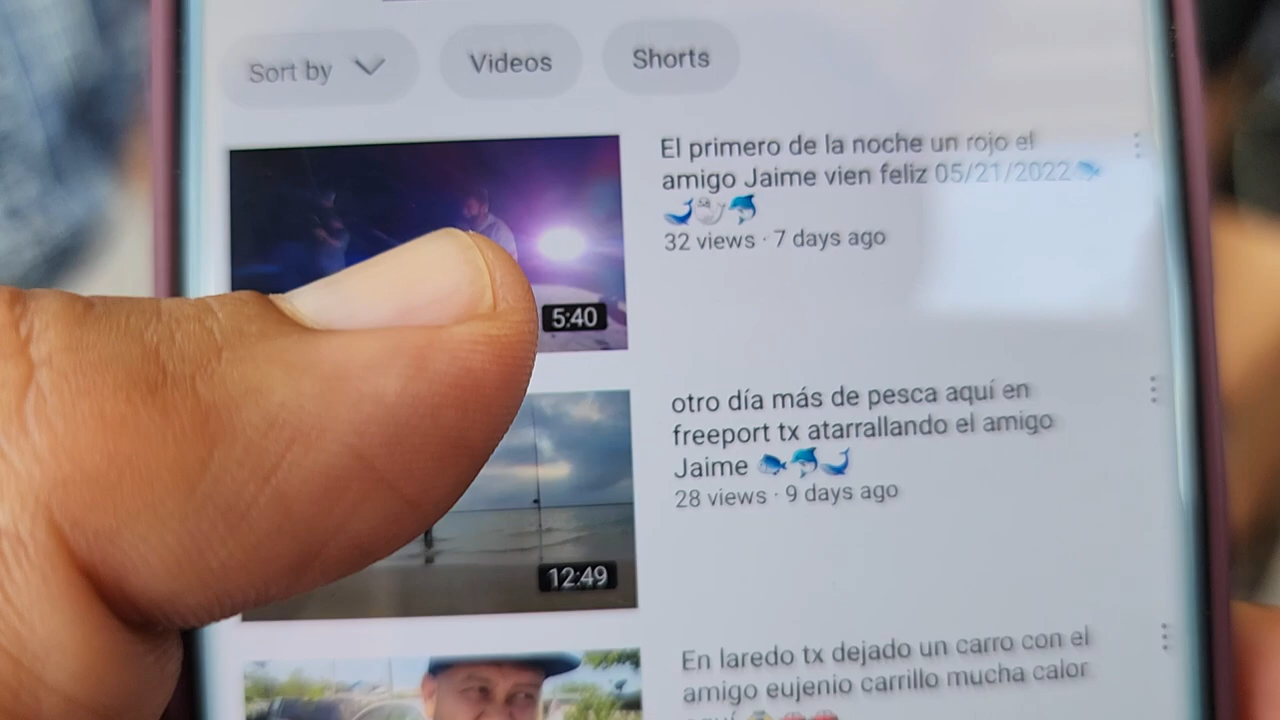 Sort by
Videos
Shorts
El primero de la noche un rojo el
amigo Jaime vien feliz 05/21/2022
32 views · 7 days ago
5:40
otro día más de pesca aquí en
freeport tx atarrallando el amigo
Jaime
28 views · 9 days ago
12:49
En laredo tx dejado un carro con el
amigo eujenio carrillo mucha calor